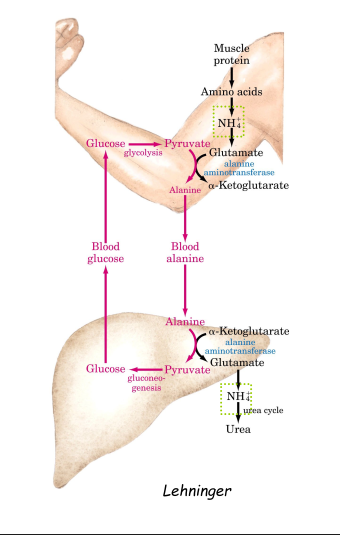 Muscle
protein
Amino acids
NH₄⁺
Glucose
glycolysis
Pyruvate
Glutamate
alanine
aminotransferase
Alanine
α-Ketoglutarate
Blood
glucose
Blood
alanine
Alanine
α-Ketoglutarate
alanine
aminotransferase
Glutamate
Glucose
gluconeo-
genesis
Pyruvate
NH₄⁺
urea cycle
Urea
Lehninger